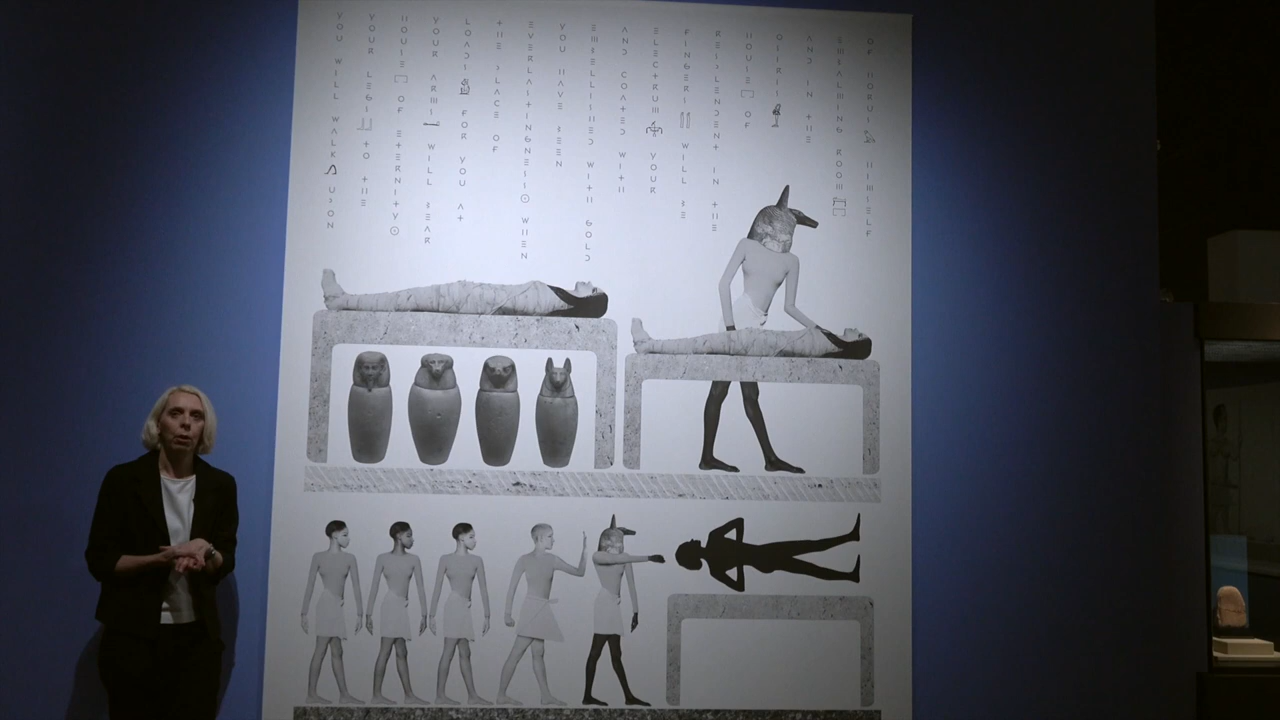 YOU WILL WALK UPON
YOUR LEGS TO THE
HOUSE OF ETERNITY
YOUR ARMS WILL BEAR
LOADS FOR YOU AT
THE PLACE OF
EVERLASTINGNESS WHEN
YOU HAVE BEEN
EMBELLISHED WITH GOLD
AND COATED WITH
ELECTRUM YOUR
FINGERS WILL BE
RESPLENDENT IN THE
HOUSE OF
OSIRIS
AND IN THE
EMBALMING ROOM
OF HORUS HIMSELF